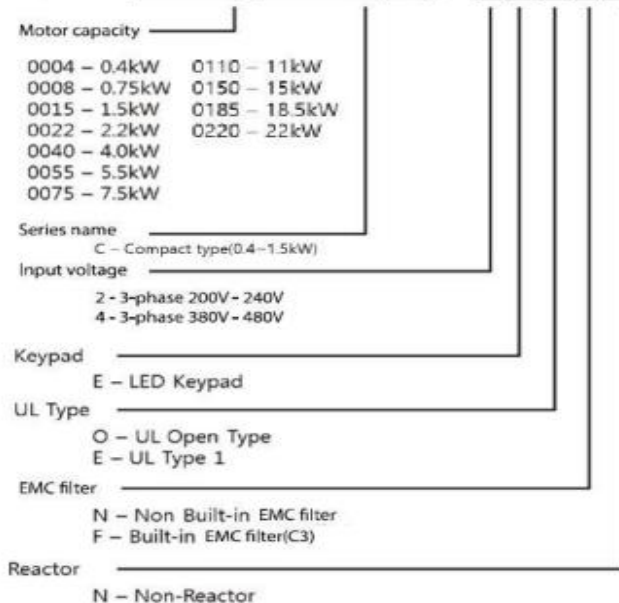 Motor capacity
0004 – 0.4kW 0110 – 11kW
0008 – 0.75kW 0150 – 15kW
0015 – 1.5kW 0185 – 18.5kW
0022 – 2.2kW 0220 – 22kW
0040 – 4.0kW
0055 – 5.5kW
0075 – 7.5kW
Series name
C – Compact type(0.4~1.5kW)
Input voltage
2 - 3-phase 200V - 240V
4 - 3-phase 380V - 480V
Keypad
E – LED Keypad
UL Type
O – UL Open Type
E – UL Type 1
EMC filter
N – Non Built-in EMC filter
F – Built-in EMC filter(C3)
Reactor
N – Non-Reactor